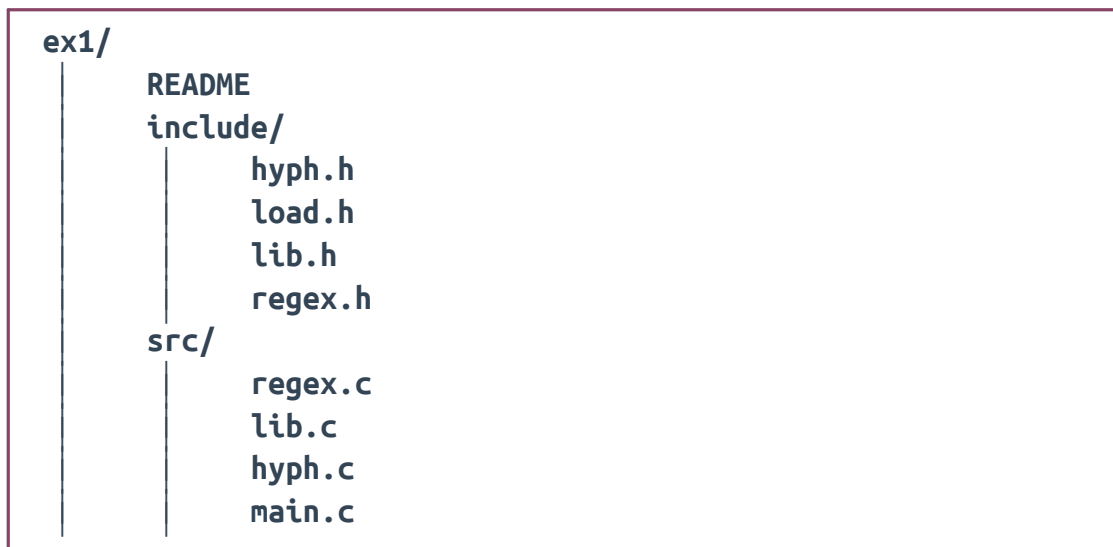 ex1/
README
include/
hyph.h
load.h
lib.h
regex.h
src/
regex.c
lib.c
hyph.c
main.c